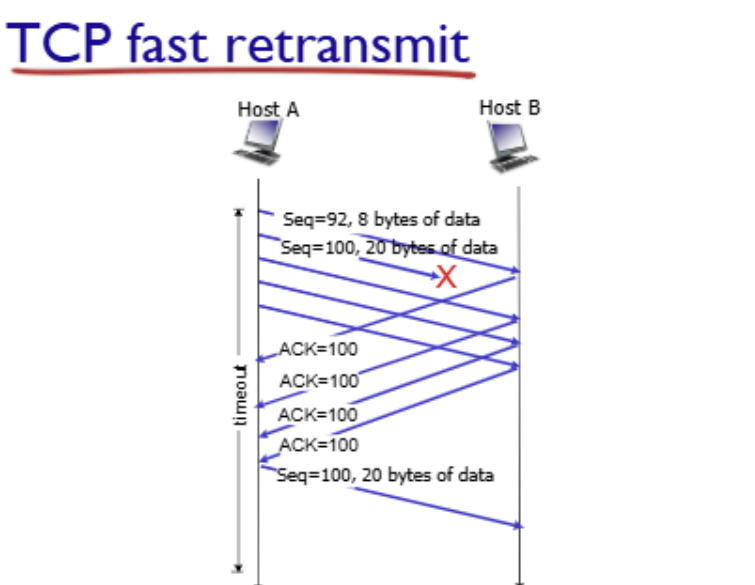 TCP fast retransmit
Host A
Host B
Seq=92, 8 bytes of data
Seq=100, 20 bytes of data
X
ACK=100
ACK=100
ACK=100
ACK=100
timeout
Seq=100, 20 bytes of data